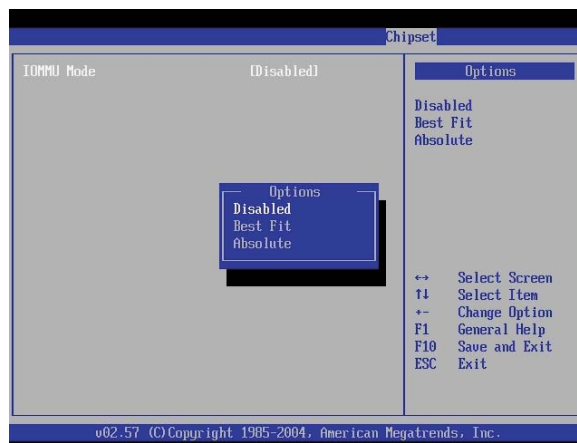 Chipset
IOMMU Mode [Disabled]
Options
Disabled
Best Fit
Absolute
Options
Disabled
Best Fit
Absolute
↔ Select Screen
↑↓ Select Item
+- Change Option
F1 General Help
F10 Save and Exit
ESC Exit
v02.57 (C)Copyright 1985-2004, American Megatrends, Inc.